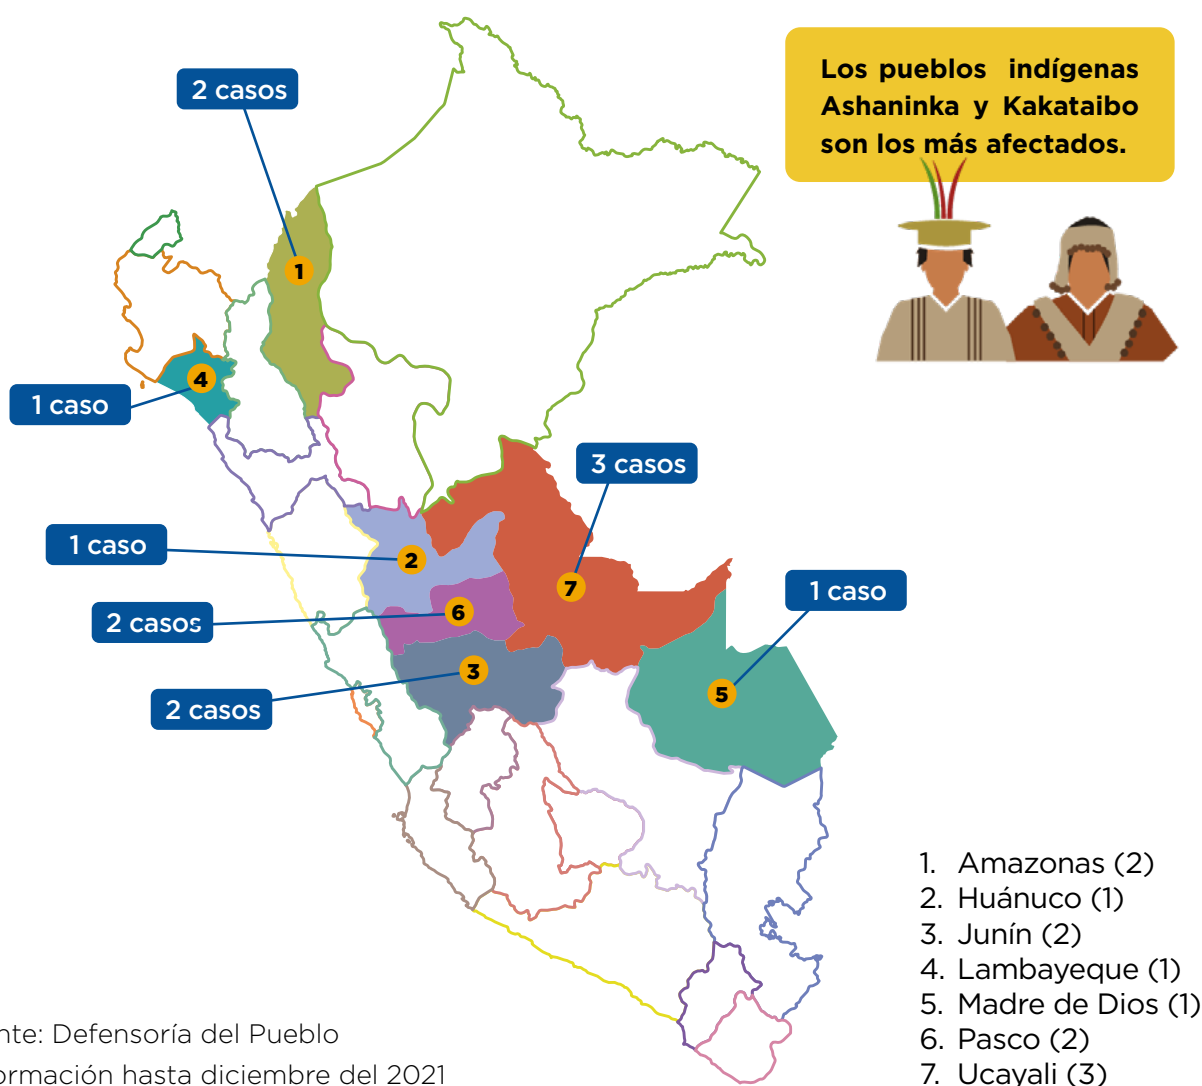 Los pueblos indígenas
Ashaninka y Kakataibo
son los más afectados.
2 casos
1
4
1 caso
3 casos
1 caso
2
7
1 caso
2 casos
6
3
5
2 casos
1. Amazonas (2)
2. Huánuco (1)
3. Junín (2)
4. Lambayeque (1)
5. Madre de Dios (1)
6. Pasco (2)
7. Ucayali (3)
nte: Defensoría del Pueblo
ormación hasta diciembre del 2021